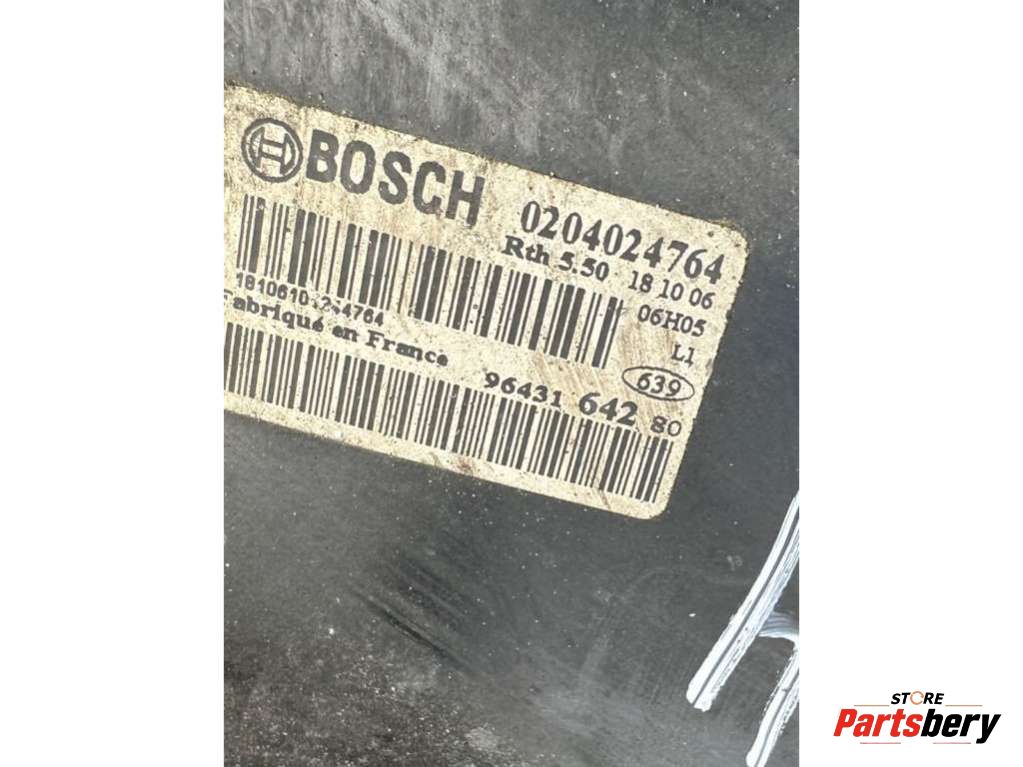 BOSCH
0204024764
Rth 5.50 18 10 06
06H05
L1
Fabriqué en France
639
96431 642 80
STORE
Partsbery